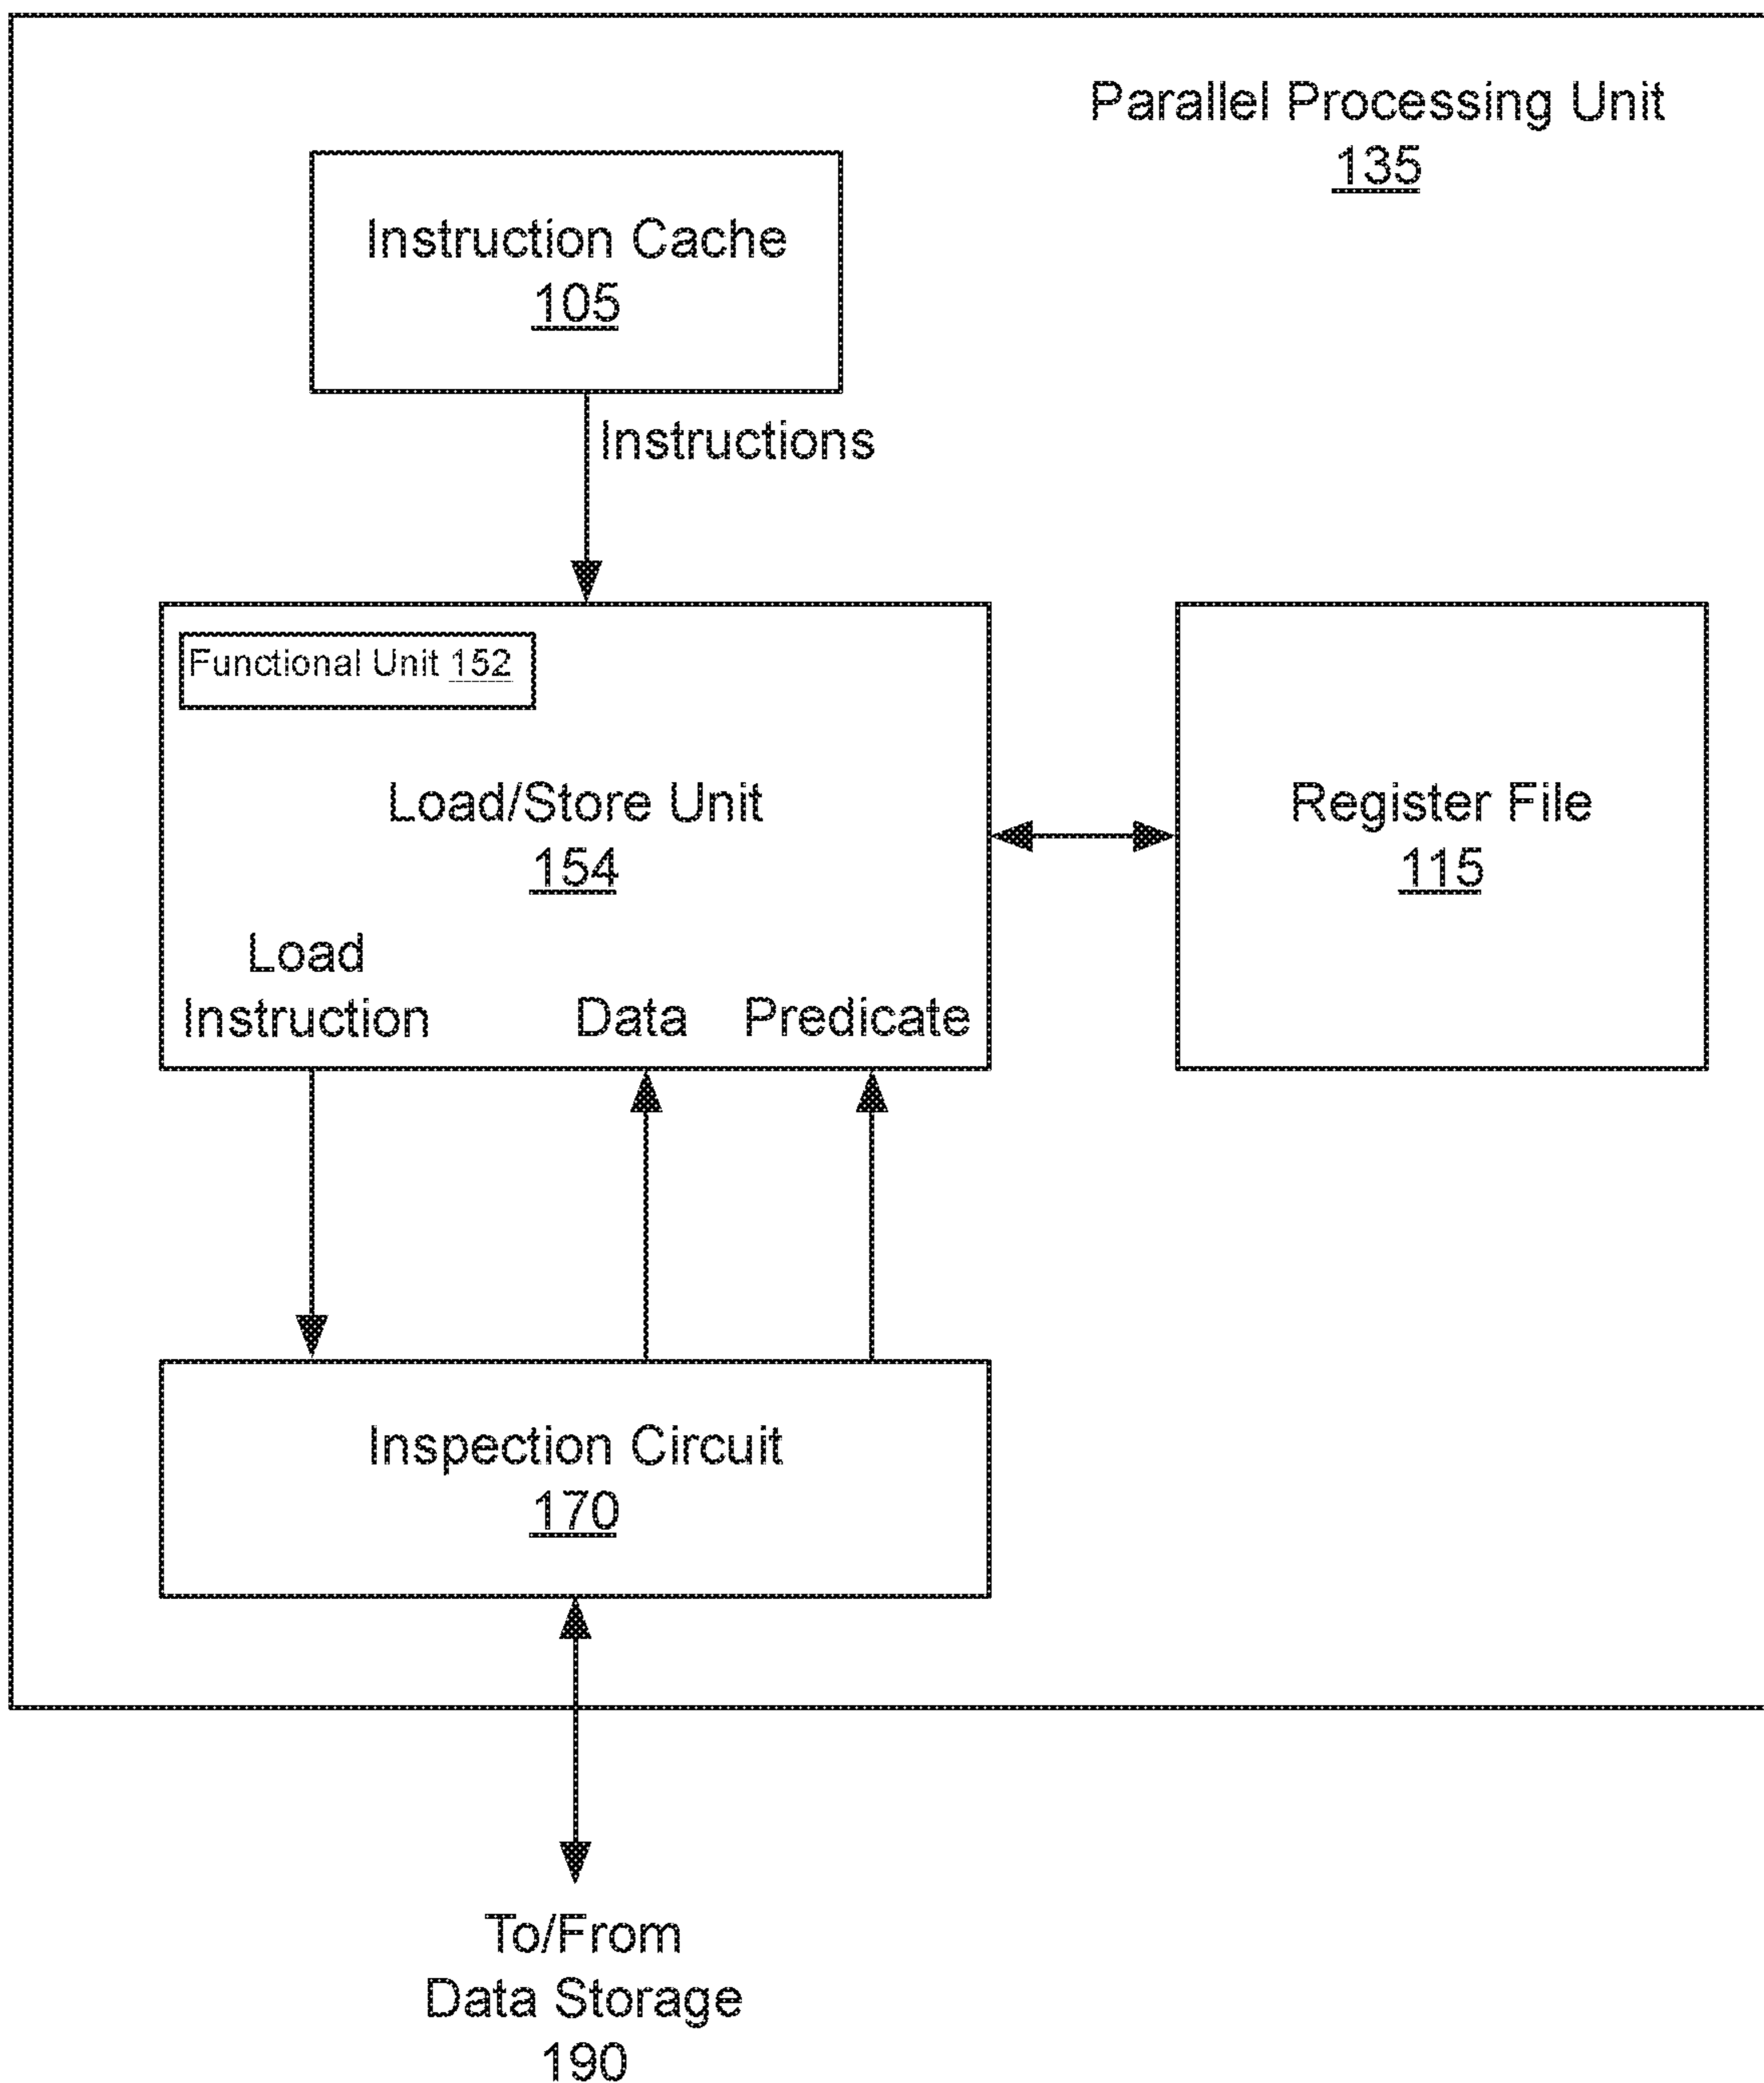 Parallel Processing Unit
135
Instruction Cache
105
Instructions
Functional Unit 152
Load/Store Unit
154
Register File
115
Load
Instruction
Data
Predicate
Inspection Circuit
170
To/From
Data Storage
190